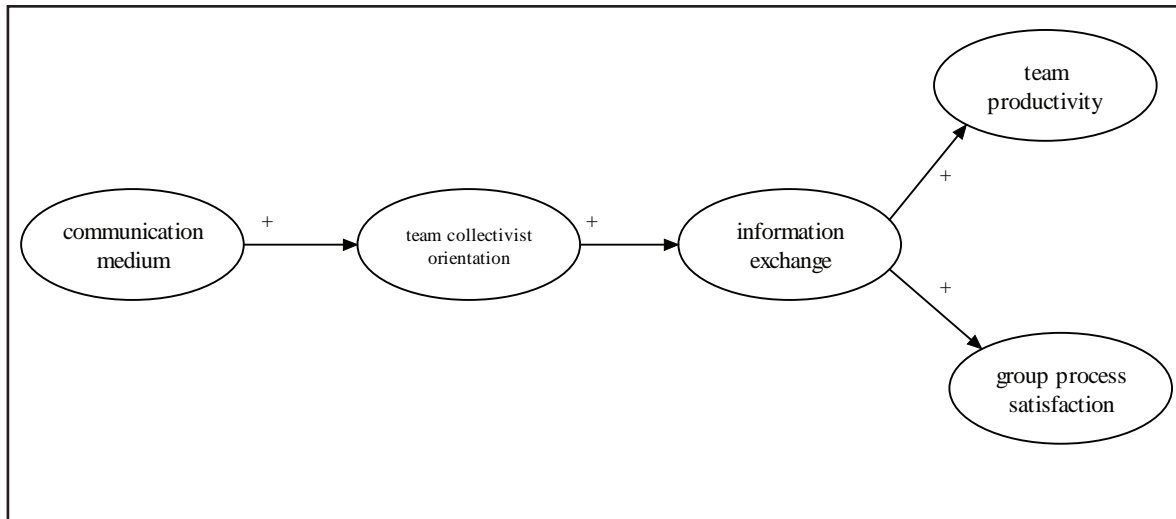 team
productivity
+
communication
medium
+
team collectivist
orientation
+
information
exchange
+
group process
satisfaction